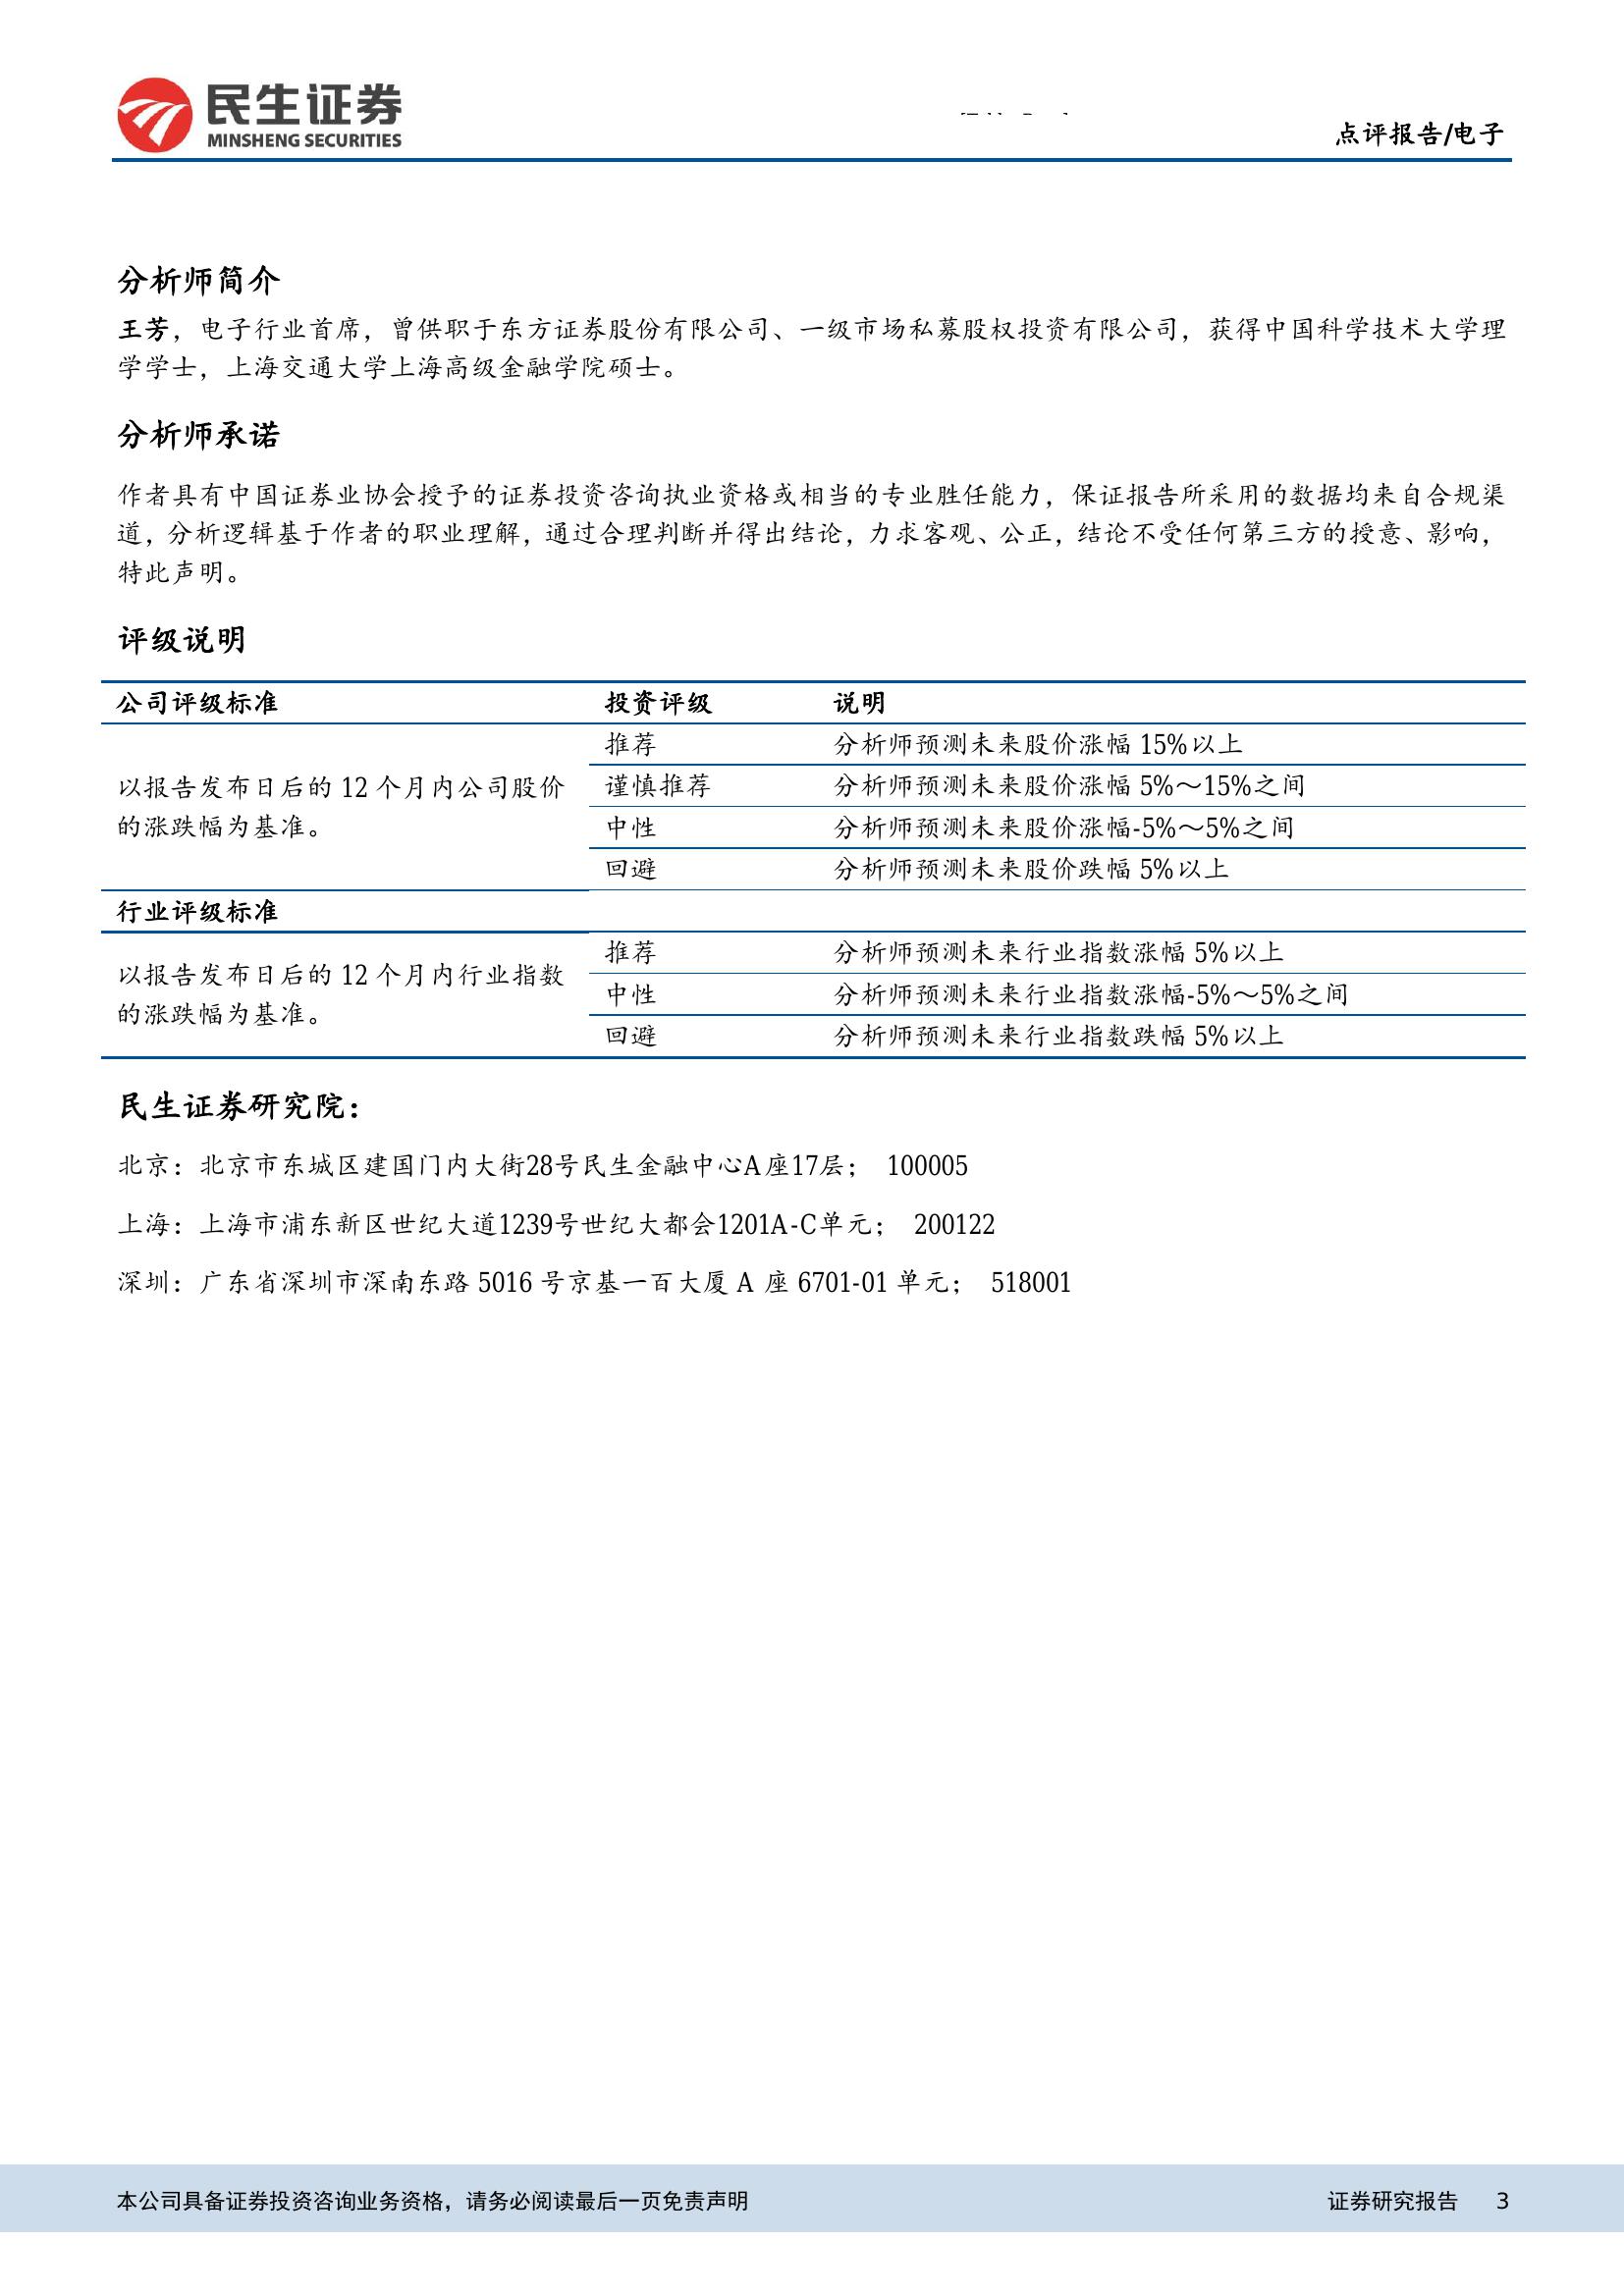 民生证券
MINSHENG SECURITIES
点评报告/电子
分析师简介
王芳，电子行业首席，曾供职于东方证券股份有限公司、一级市场私募股权投资有限公司，获得中国科学技术大学理
学学士，上海交通大学上海高级金融学院硕士。
分析师承诺
作者具有中国证券业协会授予的证券投资咨询执业资格或相当的专业胜任能力，保证报告所采用的数据均来自合规渠
道，分析逻辑基于作者的职业理解，通过合理判断并得出结论，力求客观、公正，结论不受任何第三方的授意、影响，
特此声明。
评级说明
公司评级标准 投资评级 说明
以报告发布日后的 12 个月内公司股价
的涨跌幅为基准。
推荐 分析师预测未来股价涨幅 15%以上
谨慎推荐 分析师预测未来股价涨幅 5%～15%之间
中性 分析师预测未来股价涨幅-5%～5%之间
回避 分析师预测未来股价跌幅 5%以上
行业评级标准
以报告发布日后的 12 个月内行业指数
的涨跌幅为基准。
推荐 分析师预测未来行业指数涨幅 5%以上
中性 分析师预测未来行业指数涨幅-5%～5%之间
回避 分析师预测未来行业指数跌幅 5%以上
民生证券研究院：
北京：北京市东城区建国门内大街28号民生金融中心A座17层； 100005
上海：上海市浦东新区世纪大道1239号世纪大都会1201A-C单元； 200122
深圳：广东省深圳市深南东路 5016 号京基一百大厦 A 座 6701-01 单元； 518001
本公司具备证券投资咨询业务资格，请务必阅读最后一页免责声明 证券研究报告 3